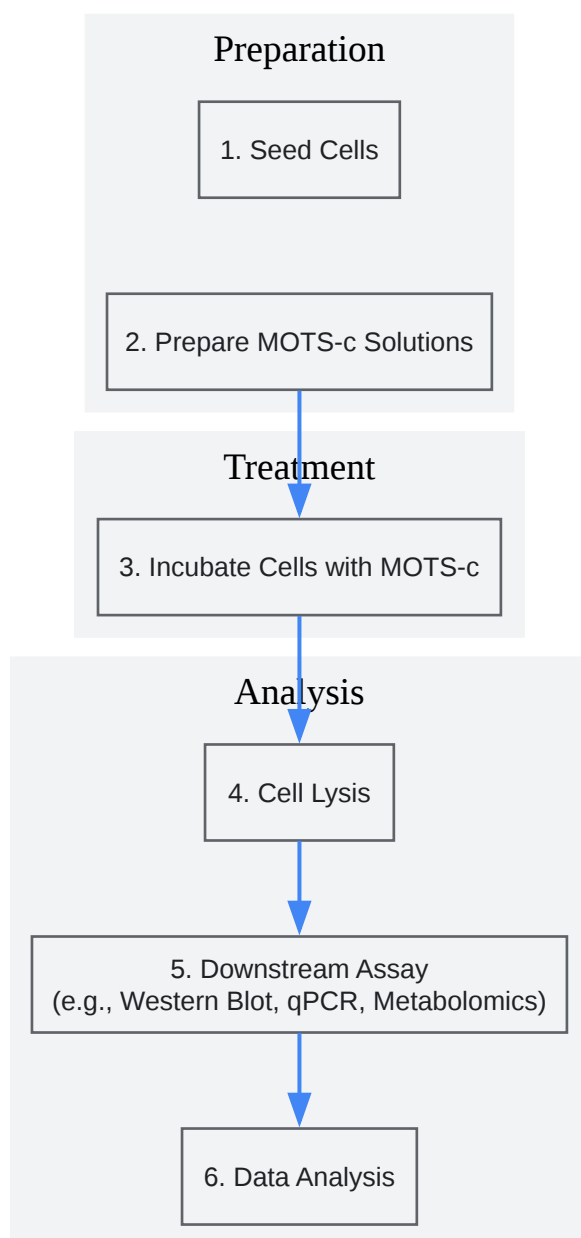 Preparation
1. Seed Cells
2. Prepare MOTS-c Solutions
Treatment
3. Incubate Cells with MOTS-c
Analysis
4. Cell Lysis
5. Downstream Assay
(e.g., Western Blot, qPCR, Metabolomics)
6. Data Analysis